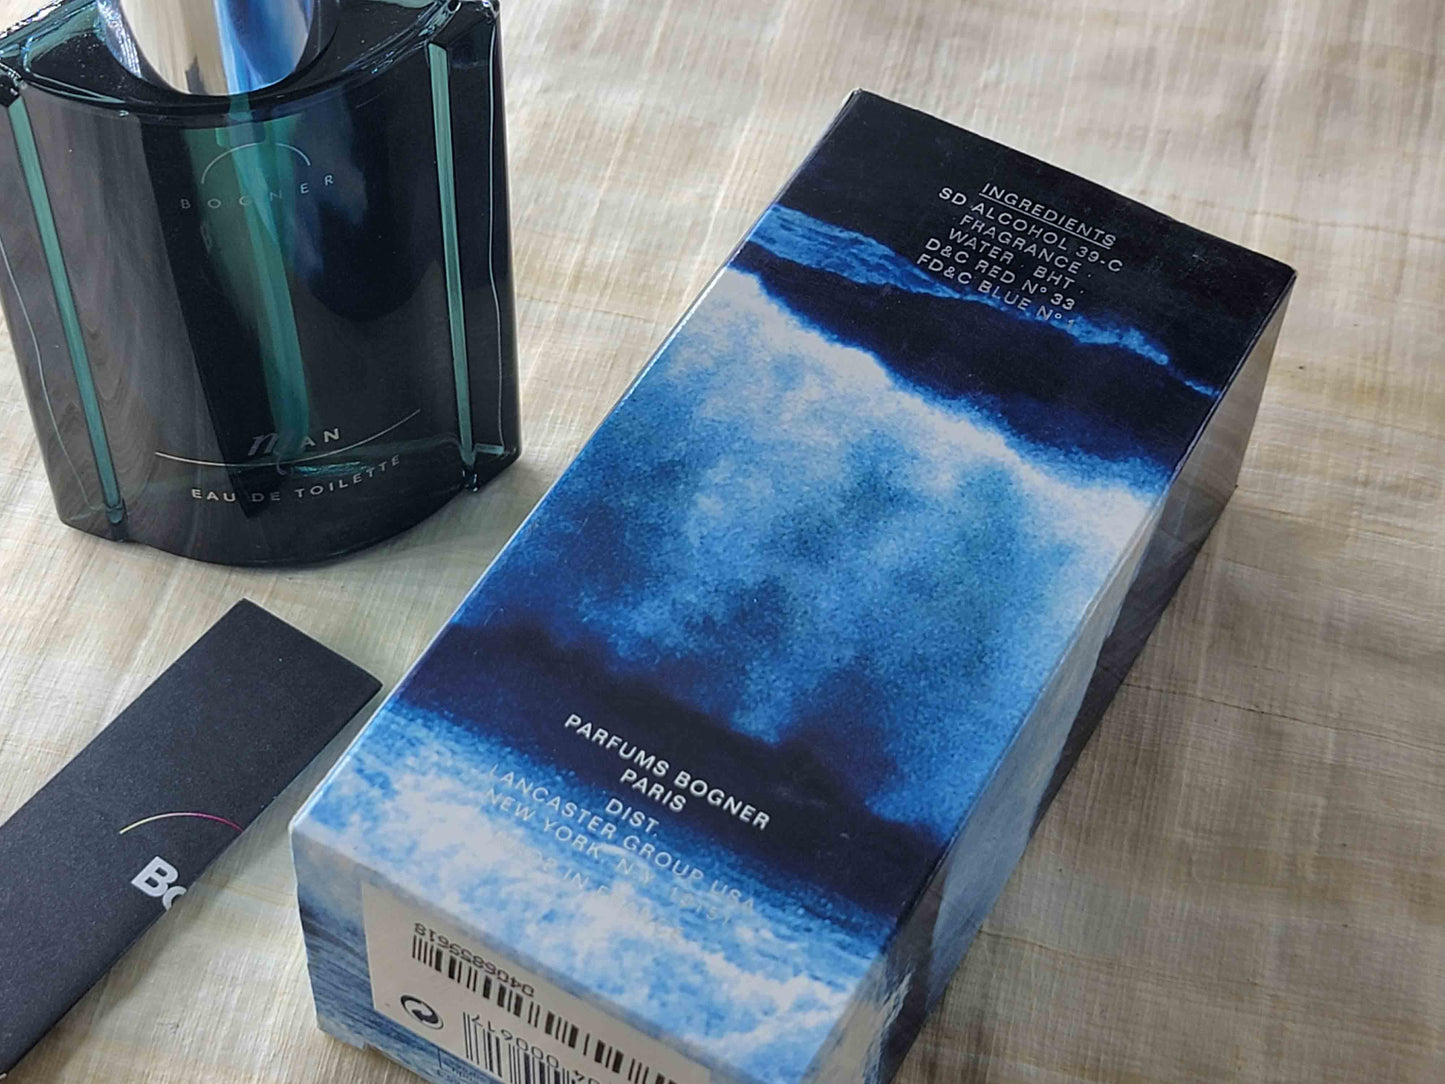 BOGNER
mAN
EAU DE TOILETTE
INGREDIENTS
SD ALCOHOL 39-C
FRAGRANCE ·
WATER · BHT ·
D&C RED N° 33
FD&C BLUE N° 1
PARFUMS BOGNER
PARIS
DIST.
LANCASTER GROUP USA
NEW YORK, N.Y. 10151